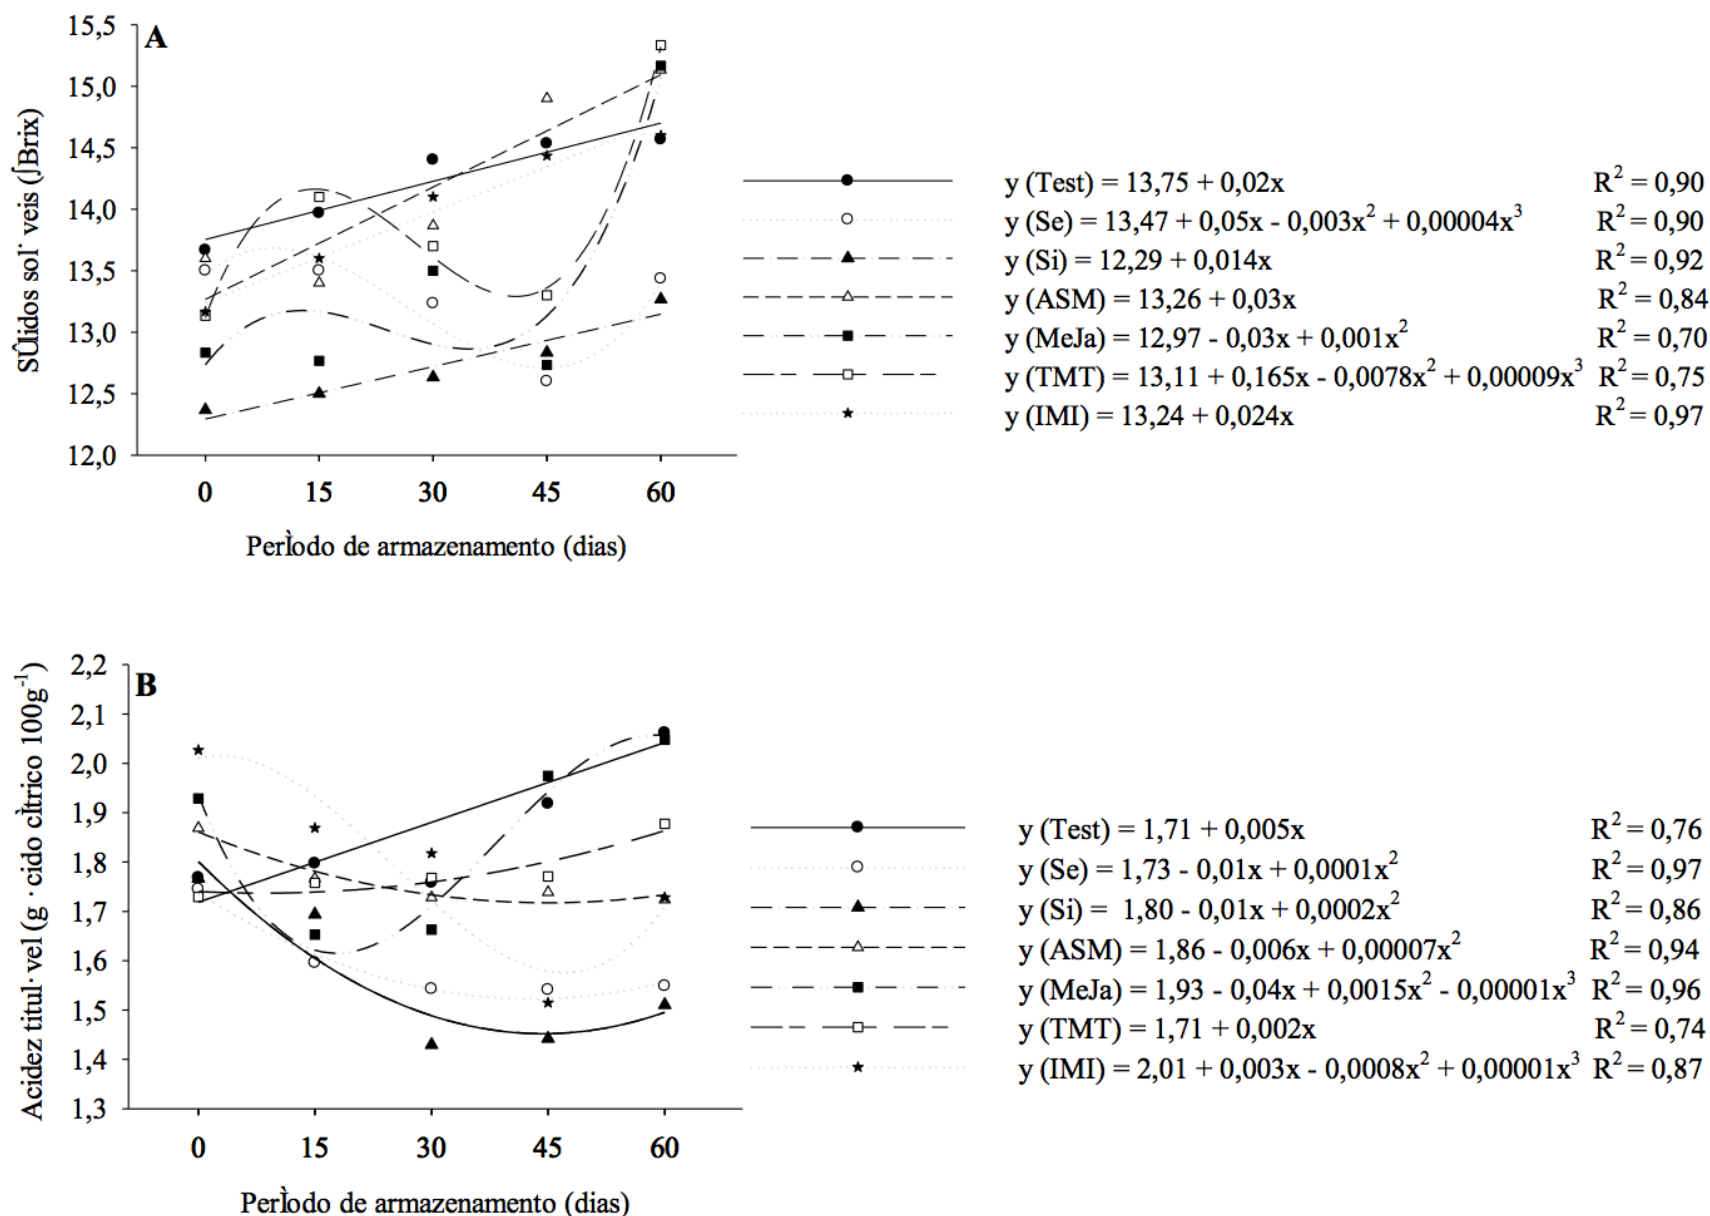 A
15,5
15,0
14,5
14,0
13,5
13,0
12,5
12,0
SÛlidos sol˙veis (∫Brix)
0 15 30 45 60
PerÌodo de armazenamento (dias)
y (Test) = 13,75 + 0,02x R² = 0,90
y (Se) = 13,47 + 0,05x - 0,003x² + 0,00004x³ R² = 0,90
y (Si) = 12,29 + 0,014x R² = 0,92
y (ASM) = 13,26 + 0,03x R² = 0,84
y (MeJa) = 12,97 - 0,03x + 0,001x² R² = 0,70
y (TMT) = 13,11 + 0,165x - 0,0078x² + 0,00009x³ R² = 0,75
y (IMI) = 13,24 + 0,024x R² = 0,97
B
2,2
2,1
2,0
1,9
1,8
1,7
1,6
1,5
1,4
1,3
Acidez titul·vel (g ·cido cÌtrico 100g⁻¹)
0 15 30 45 60
PerÌodo de armazenamento (dias)
y (Test) = 1,71 + 0,005x R² = 0,76
y (Se) = 1,73 - 0,01x + 0,0001x² R² = 0,97
y (Si) = 1,80 - 0,01x + 0,0002x² R² = 0,86
y (ASM) = 1,86 - 0,006x + 0,00007x² R² = 0,94
y (MeJa) = 1,93 - 0,04x + 0,0015x² - 0,00001x³ R² = 0,96
y (TMT) = 1,71 + 0,002x R² = 0,74
y (IMI) = 2,01 + 0,003x - 0,0008x² + 0,00001x³ R² = 0,87